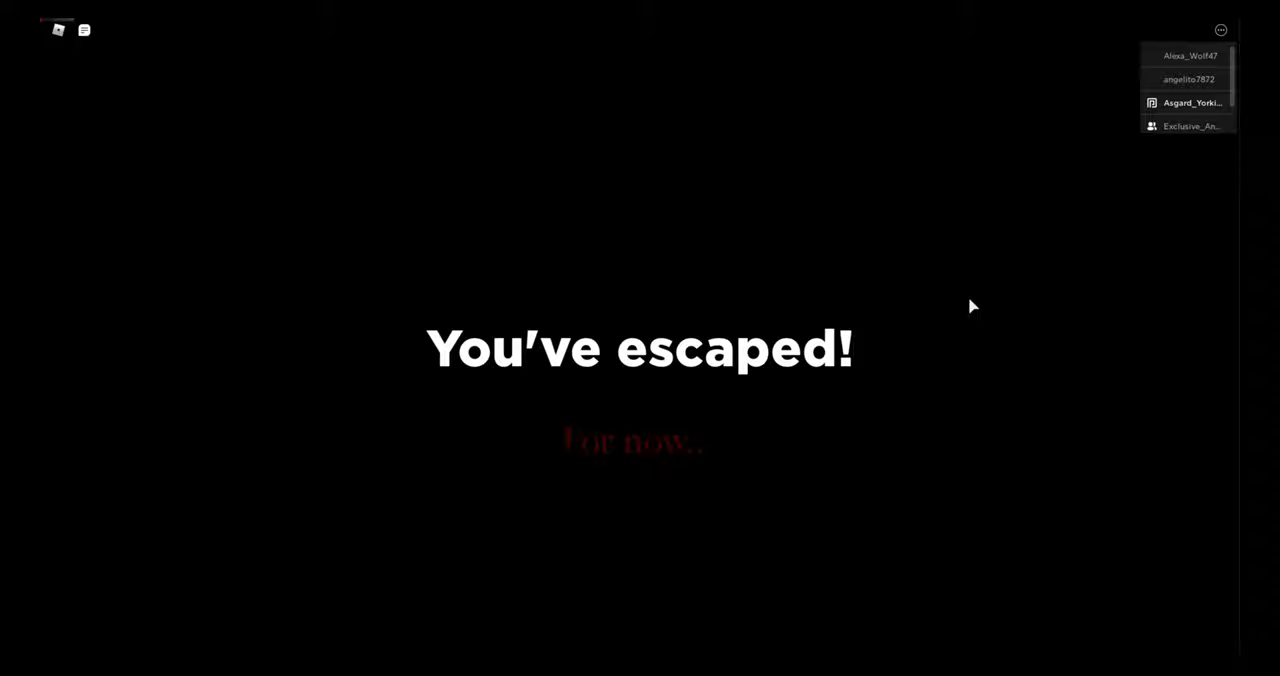 Alexa_Wolf47
angelito7872
Asgard_Yorki...
Exclusive_An...
You've escaped!
For now..